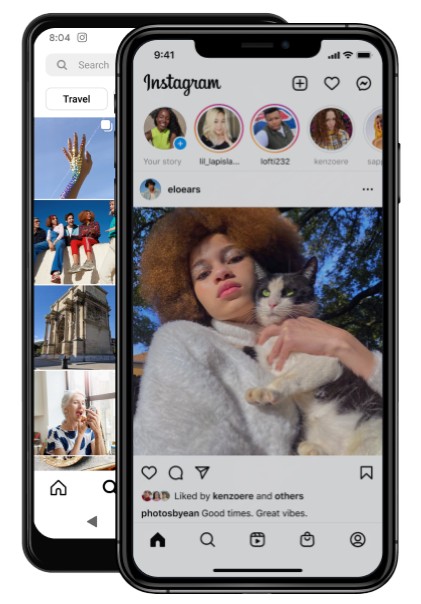 8:04
Search
Travel
9:41
Instagram
Your story
lil_lapisla...
lofti232
kenzoere
sapp
eloears
Liked by kenzoere and others
photosbyean Good times. Great vibes.